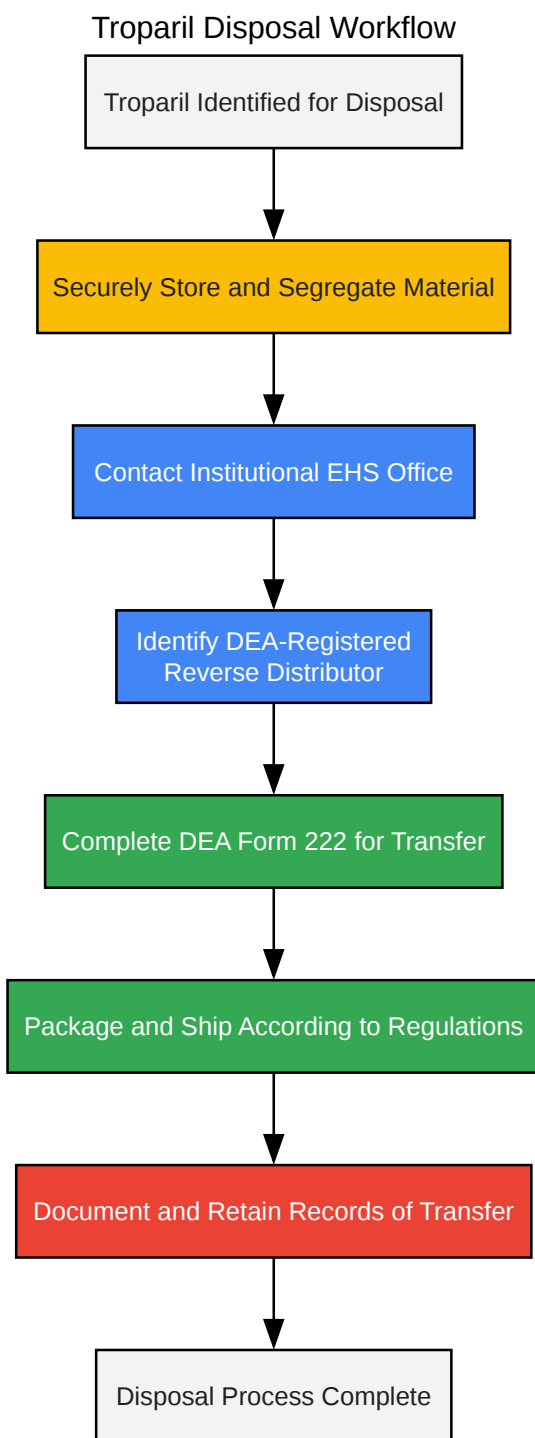 Troparil Disposal Workflow
Troparil Identified for Disposal
Securely Store and Segregate Material
Contact Institutional EHS Office
Identify DEA-Registered
Reverse Distributor
Complete DEA Form 222 for Transfer
Package and Ship According to Regulations
Document and Retain Records of Transfer
Disposal Process Complete